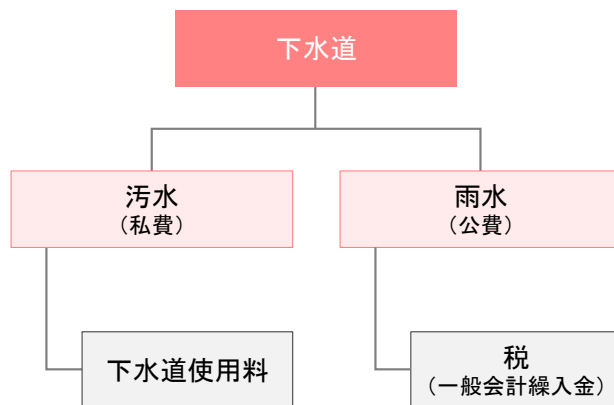 下水道
汚水
（私費）
雨水
（公費）
下水道使用料
税
（一般会計繰入金）